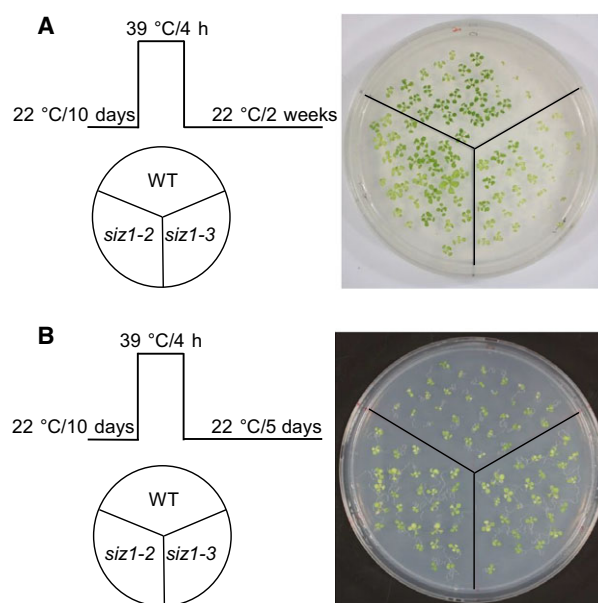 A
39 °C/4 h
22 °C/10 days
22 °C/2 weeks
WT
siz1-2
siz1-3
B
39 °C/4 h
22 °C/10 days
22 °C/5 days
WT
siz1-2
siz1-3